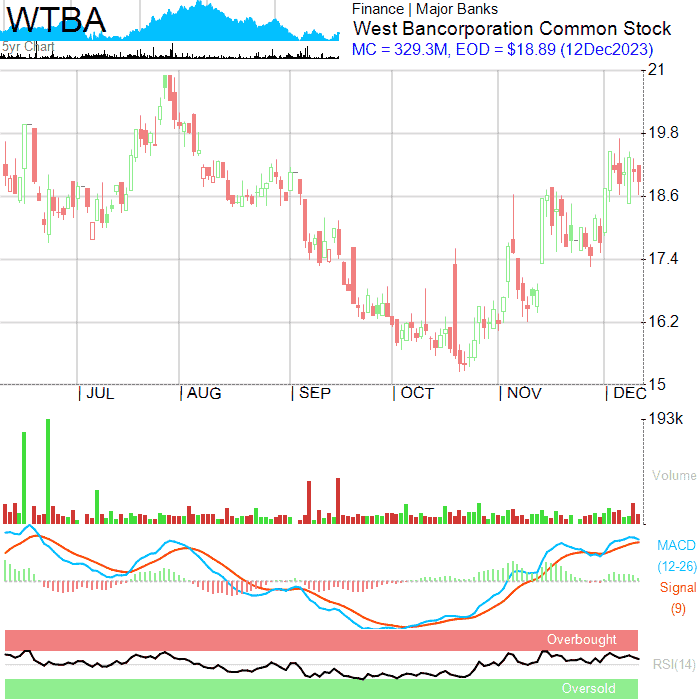 WTBA
5yr Chart
Finance | Major Banks
West Bancorporation Common Stock
MC = 329.3M, EOD = $18.89 (12Dec2023)
21
19.8
18.6
17.4
16.2
15
JUL AUG SEP OCT NOV DEC
193k
Volume
MACD
(12-26)
Signal
(9)
Overbought
RSI(14)
Oversold